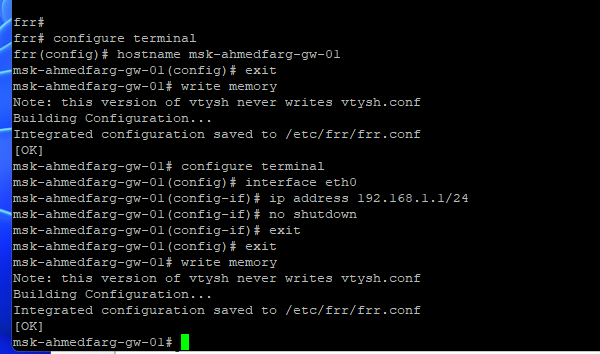 frr#
frr# configure terminal
frr(config)# hostname msk-ahmedfarg-gw-01
msk-ahmedfarg-gw-01(config)# exit
msk-ahmedfarg-gw-01# write memory
Note: this version of vtysh never writes vtysh.conf
Building Configuration...
Integrated configuration saved to /etc/frr/frr.conf
[OK]
msk-ahmedfarg-gw-01# configure terminal
msk-ahmedfarg-gw-01(config)# interface eth0
msk-ahmedfarg-gw-01(config-if)# ip address 192.168.1.1/24
msk-ahmedfarg-gw-01(config-if)# no shutdown
msk-ahmedfarg-gw-01(config-if)# exit
msk-ahmedfarg-gw-01(config)# exit
msk-ahmedfarg-gw-01# write memory
Note: this version of vtysh never writes vtysh.conf
Building Configuration...
Integrated configuration saved to /etc/frr/frr.conf
[OK]
msk-ahmedfarg-gw-01#